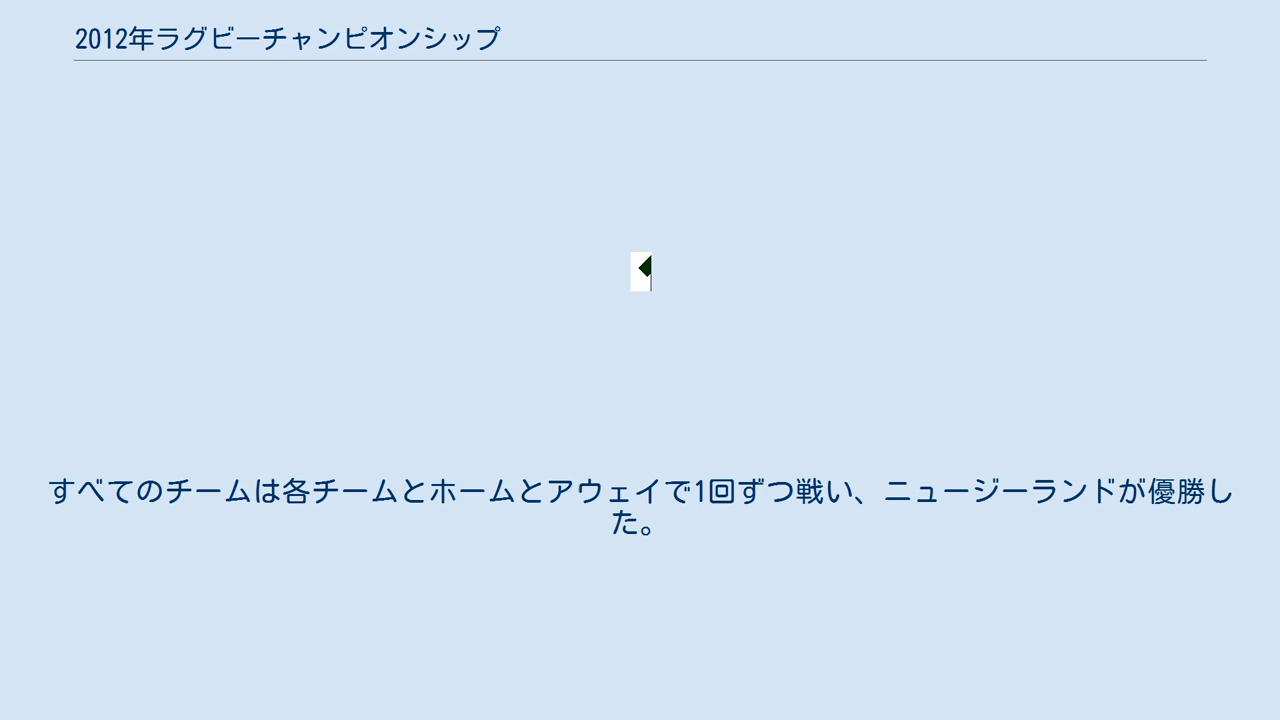 2012年ラグビーチャンピオンシップ
すべてのチームは各チームとホームとアウェイで1回ずつ戦い、ニュージーランドが優勝し
た。